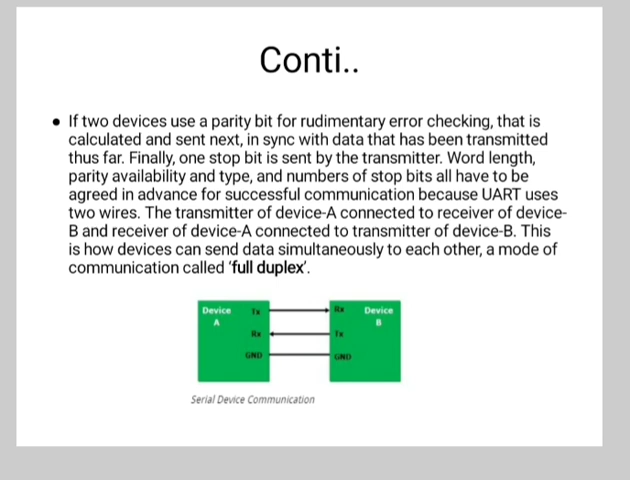 Conti..
• If two devices use a parity bit for rudimentary error checking, that is
calculated and sent next, in sync with data that has been transmitted
thus far. Finally, one stop bit is sent by the transmitter. Word length,
parity availability and type, and numbers of stop bits all have to be
agreed in advance for successful communication because UART uses
two wires. The transmitter of device-A connected to receiver of device-
B and receiver of device-A connected to transmitter of device-B. This
is how devices can send data simultaneously to each other, a mode of
communication called ‘full duplex’.
Device A
Tx
Rx
GND
Rx
Tx
GND
Device B
Serial Device Communication